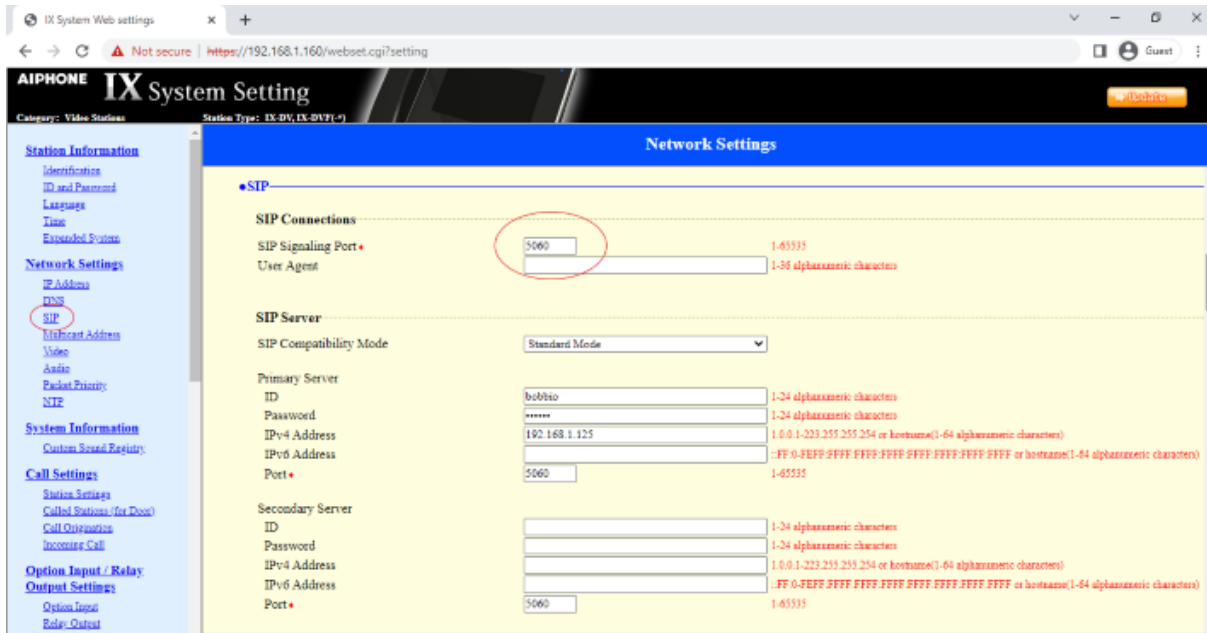 IX System Web settings
Not secure https://192.168.1.160/webset.cgi?setting Guest
AIPHONE IX System Setting
Update
Category: Video Stations Station Type: IX-DV, IX-DVF(-*)
Network Settings
Station Information
Identification
ID and Password
Language
Time
Expanded System
Network Settings
IP Address
DNS
SIP
Multicast Address
Video
Audio
Packet Priority
NTP
System Information
Custom Sound Registry
Call Settings
Station Settings
Called Stations (for Door)
Call Origination
Incoming Call
Option Input / Relay
Output Settings
Option Input
Relay Output
●SIP
SIP Connections
SIP Signaling Port♦ 5060 1-65535
User Agent 1-36 alphanumeric characters
SIP Server
SIP Compatibility Mode Standard Mode
Primary Server
ID bobbio 1-24 alphanumeric characters
Password •••••• 1-24 alphanumeric characters
IPv4 Address 192.168.1.125 1.0.0.1-223.255.255.254 or hostname(1-64 alphanumeric characters)
IPv6 Address ::FF:0-FEFF:FFFF:FFFF:FFFF:FFFF:FFFF:FFFF:FFFF or hostname(1-64 alphanumeric characters)
Port♦ 5060 1-65535
Secondary Server
ID 1-24 alphanumeric characters
Password 1-24 alphanumeric characters
IPv4 Address 1.0.0.1-223.255.255.254 or hostname(1-64 alphanumeric characters)
IPv6 Address ::FF:0-FEFF:FFFF:FFFF:FFFF:FFFF:FFFF:FFFF:FFFF or hostname(1-64 alphanumeric characters)
Port♦ 5060 1-65535